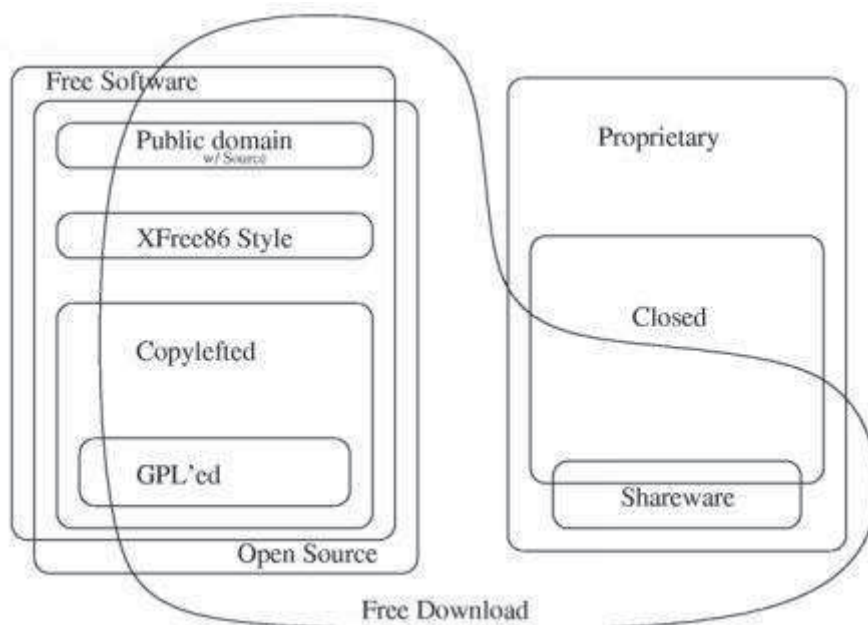 Free Software
Public domain
w/ Source
XFree86 Style
Copylefted
GPL'ed
Open Source
Proprietary
Closed
Shareware
Free Download